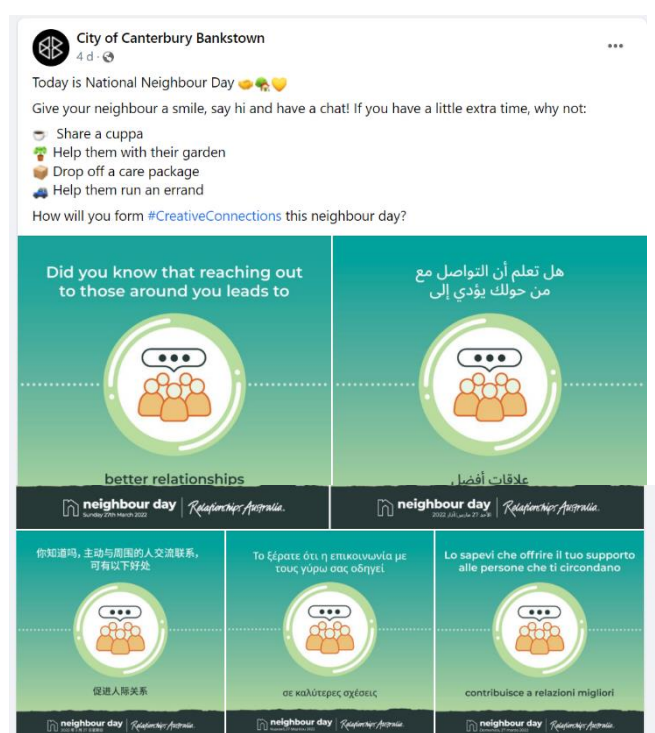 City of Canterbury Bankstown
4 d
Today is National Neighbour Day
Give your neighbour a smile, say hi and have a chat! If you have a little extra time, why not:
Share a cuppa
Help them with their garden
Drop off a care package
Help them run an errand
How will you form #CreativeConnections this neighbour day?
Did you know that reaching out
to those around you leads to
better relationships
neighbour day
Sunday 27th March 2022
Relationships Australia.
هل تعلم أن التواصل مع
من حولك يؤدي إلى
علاقات أفضل
neighbour day
Relationships Australia.
你知道吗，主动与周围的人交流联系，
可有以下好处
促进人际关系
neighbour day
Relationships Australia.
Το ξέρατε ότι η επικοινωνία με
τους γύρω σας οδηγεί
σε καλύτερες σχέσεις
neighbour day
Relationships Australia.
Lo sapevi che offrire il tuo supporto
alle persone che ti circondano
contribuisce a relazioni migliori
neighbour day
Relationships Australia.